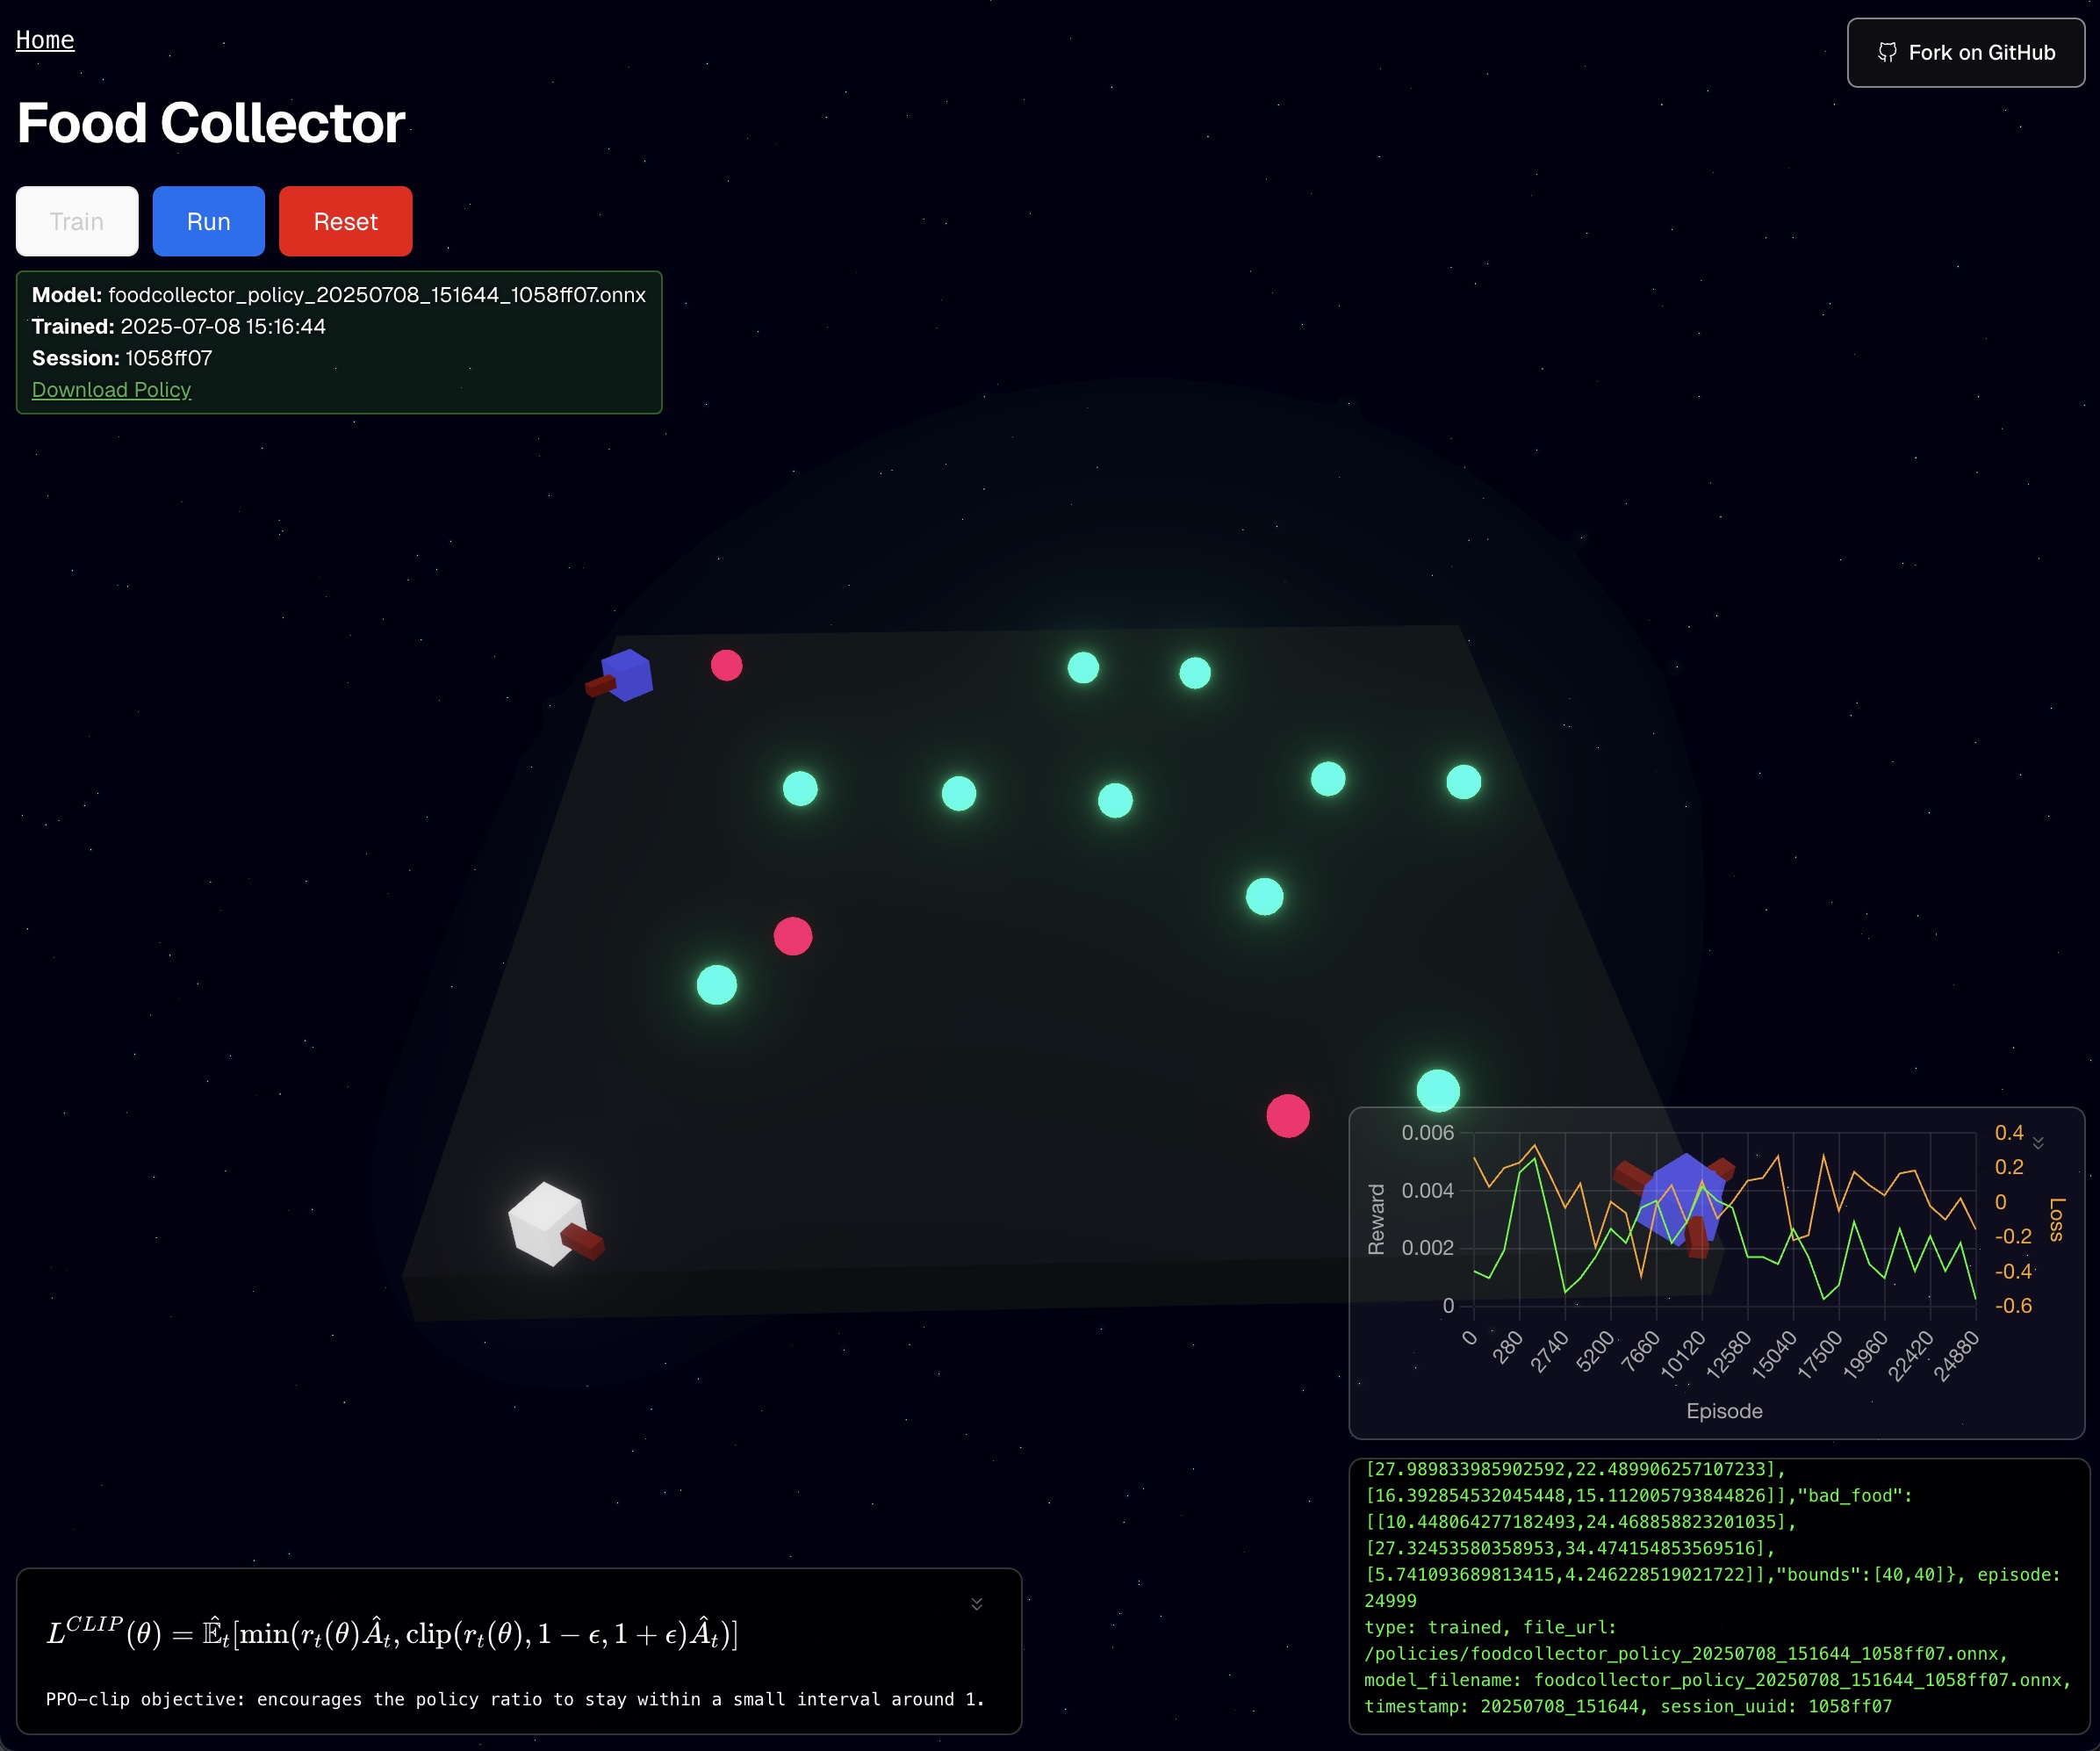 Home
Fork on GitHub
Food Collector
Train
Run
Reset
Model: foodcollector_policy_20250708_151644_1058ff07.onnx
Trained: 2025-07-08 15:16:44
Session: 1058ff07
Download Policy
0.006
0.004
0.002
0
Reward
0.4
0.2
0
-0.2
-0.4
-0.6
Loss
0
280
2740
5200
7660
10120
12580
15040
17500
19960
22420
24880
Episode
[27.989833985902592,22.489906257107233],
[16.392854532045448,15.112005793844826]],"bad_food":
[[10.448064277182493,24.468858823201035],
[27.32453580358953,34.474154853569516],
[5.741093689813415,4.246228519021722]],"bounds":[40,40]}, episode:
24999
type: trained, file_url:
/policies/foodcollector_policy_20250708_151644_1058ff07.onnx,
model_filename: foodcollector_policy_20250708_151644_1058ff07.onnx,
timestamp: 20250708_151644, session_uuid: 1058ff07
L^{CLIP}(θ) = Ê_t[min(r_t(θ)Â_t, clip(r_t(θ), 1 − ϵ, 1 + ϵ)Â_t)]
PPO-clip objective: encourages the policy ratio to stay within a small interval around 1.